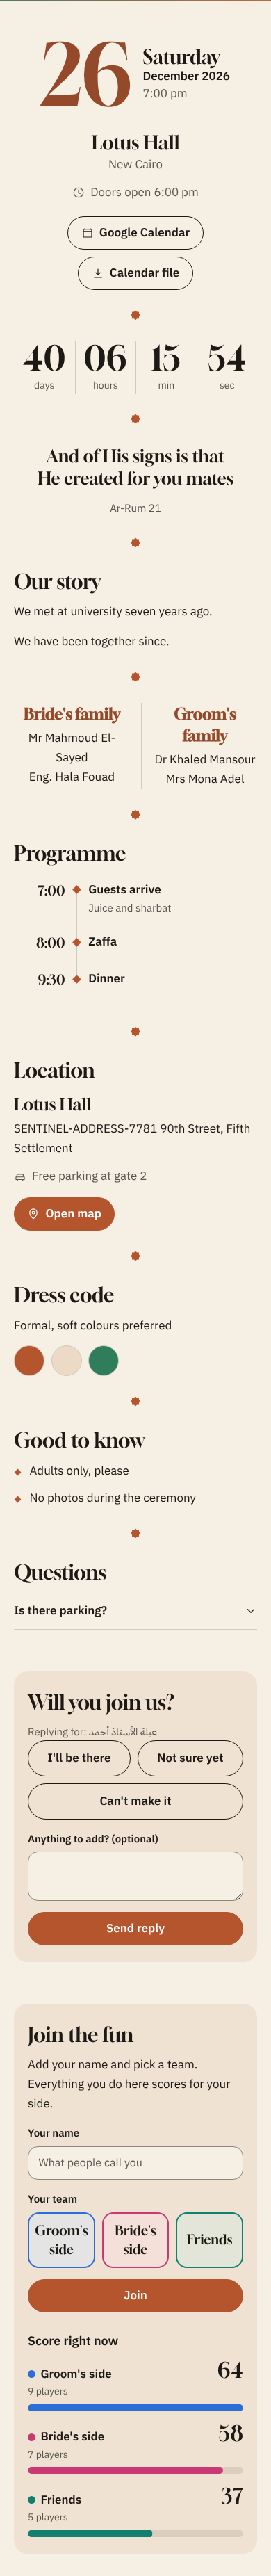 26
Saturday
December 2026
7:00 pm
Lotus Hall
New Cairo
Doors open 6:00 pm
Google Calendar
Calendar file
40 06 15 54
days hours min sec
And of His signs is that
He created for you mates
Ar-Rum 21
Our story
We met at university seven years ago.
We have been together since.
Bride's family
Mr Mahmoud El-
Sayed
Eng. Hala Fouad
Groom's
family
Dr Khaled Mansour
Mrs Mona Adel
Programme
7:00 Guests arrive
Juice and sharbat
8:00 Zaffa
9:30 Dinner
Location
Lotus Hall
SENTINEL-ADDRESS-7781 90th Street, Fifth
Settlement
Free parking at gate 2
Open map
Dress code
Formal, soft colours preferred
Good to know
Adults only, please
No photos during the ceremony
Questions
Is there parking?
Will you join us?
Replying for: عيلة الأستاذ أحمد
I'll be there
Not sure yet
Can't make it
Anything to add? (optional)
Send reply
Join the fun
Add your name and pick a team.
Everything you do here scores for your
side.
Your name
What people call you
Your team
Groom's
side
Bride's
side
Friends
Join
Score right now
Groom's side 64
9 players
Bride's side 58
7 players
Friends 37
5 players